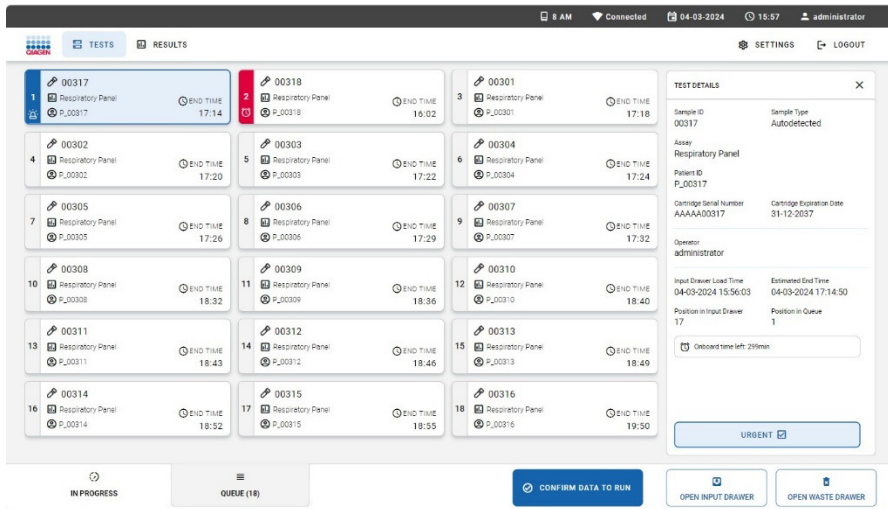 8 AM Connected 04-03-2024 15:57 administrator
QIAGEN TESTS RESULTS SETTINGS LOGOUT
1 00317 Respiratory Panel P_00317 END TIME 17:14
2 00318 Respiratory Panel P_00318 END TIME 16:02
3 00301 Respiratory Panel P_00301 END TIME 17:18
4 00302 Respiratory Panel P_00302 END TIME 17:20
5 00303 Respiratory Panel P_00303 END TIME 17:22
6 00304 Respiratory Panel P_00304 END TIME 17:24
7 00305 Respiratory Panel P_00305 END TIME 17:26
8 00306 Respiratory Panel P_00306 END TIME 17:29
9 00307 Respiratory Panel P_00307 END TIME 17:32
10 00308 Respiratory Panel P_00308 END TIME 18:32
11 00309 Respiratory Panel P_00309 END TIME 18:36
12 00310 Respiratory Panel P_00310 END TIME 18:40
13 00311 Respiratory Panel P_00311 END TIME 18:43
14 00312 Respiratory Panel P_00312 END TIME 18:46
15 00313 Respiratory Panel P_00313 END TIME 18:49
16 00314 Respiratory Panel P_00314 END TIME 18:52
17 00315 Respiratory Panel P_00315 END TIME 18:55
18 00316 Respiratory Panel P_00316 END TIME 19:50
TEST DETAILS
Sample ID Sample Type
00317 Autodetected
Assay
Respiratory Panel
Patient ID
P_00317
Cartridge Serial Number Cartridge Expiration Date
AAAAA00317 31-12-2037
Operator
administrator
Input Drawer Load Time Estimated End Time
04-03-2024 15:56:03 04-03-2024 17:14:50
Position in Input Drawer Position in Queue
17 1
Onboard time left: 299min
URGENT
IN PROGRESS QUEUE (18) CONFIRM DATA TO RUN OPEN INPUT DRAWER OPEN WASTE DRAWER